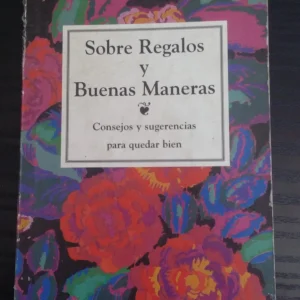 Sobre Regalos
y
Buenas Maneras
Consejos y sugerencias
para quedar bien